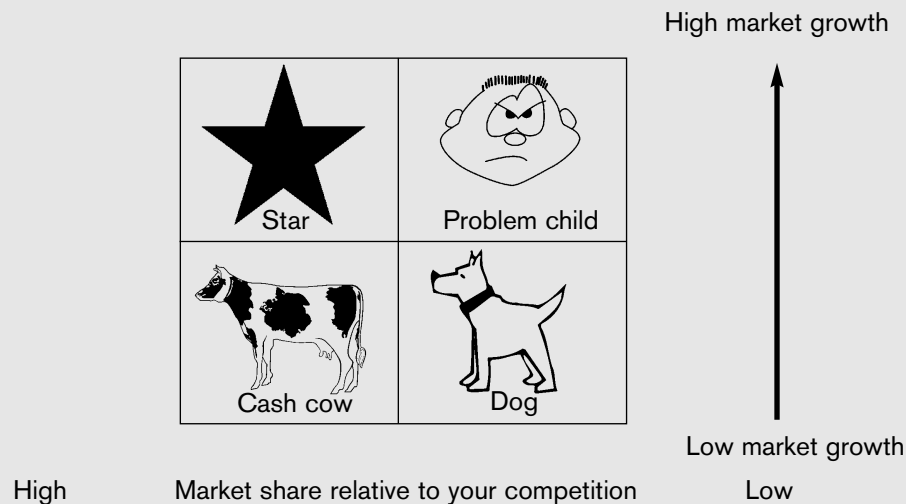 High market growth
Star
Problem child
Cash cow
Dog
Low market growth
High
Market share relative to your competition
Low